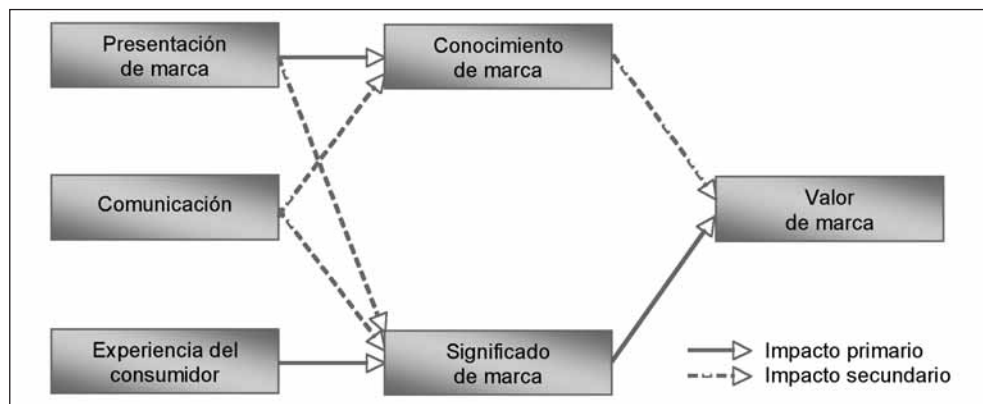 Presentación
de marca
Conocimiento
de marca
Comunicación
Valor
de marca
Experiencia del
consumidor
Significado
de marca
Impacto primario
Impacto secundario